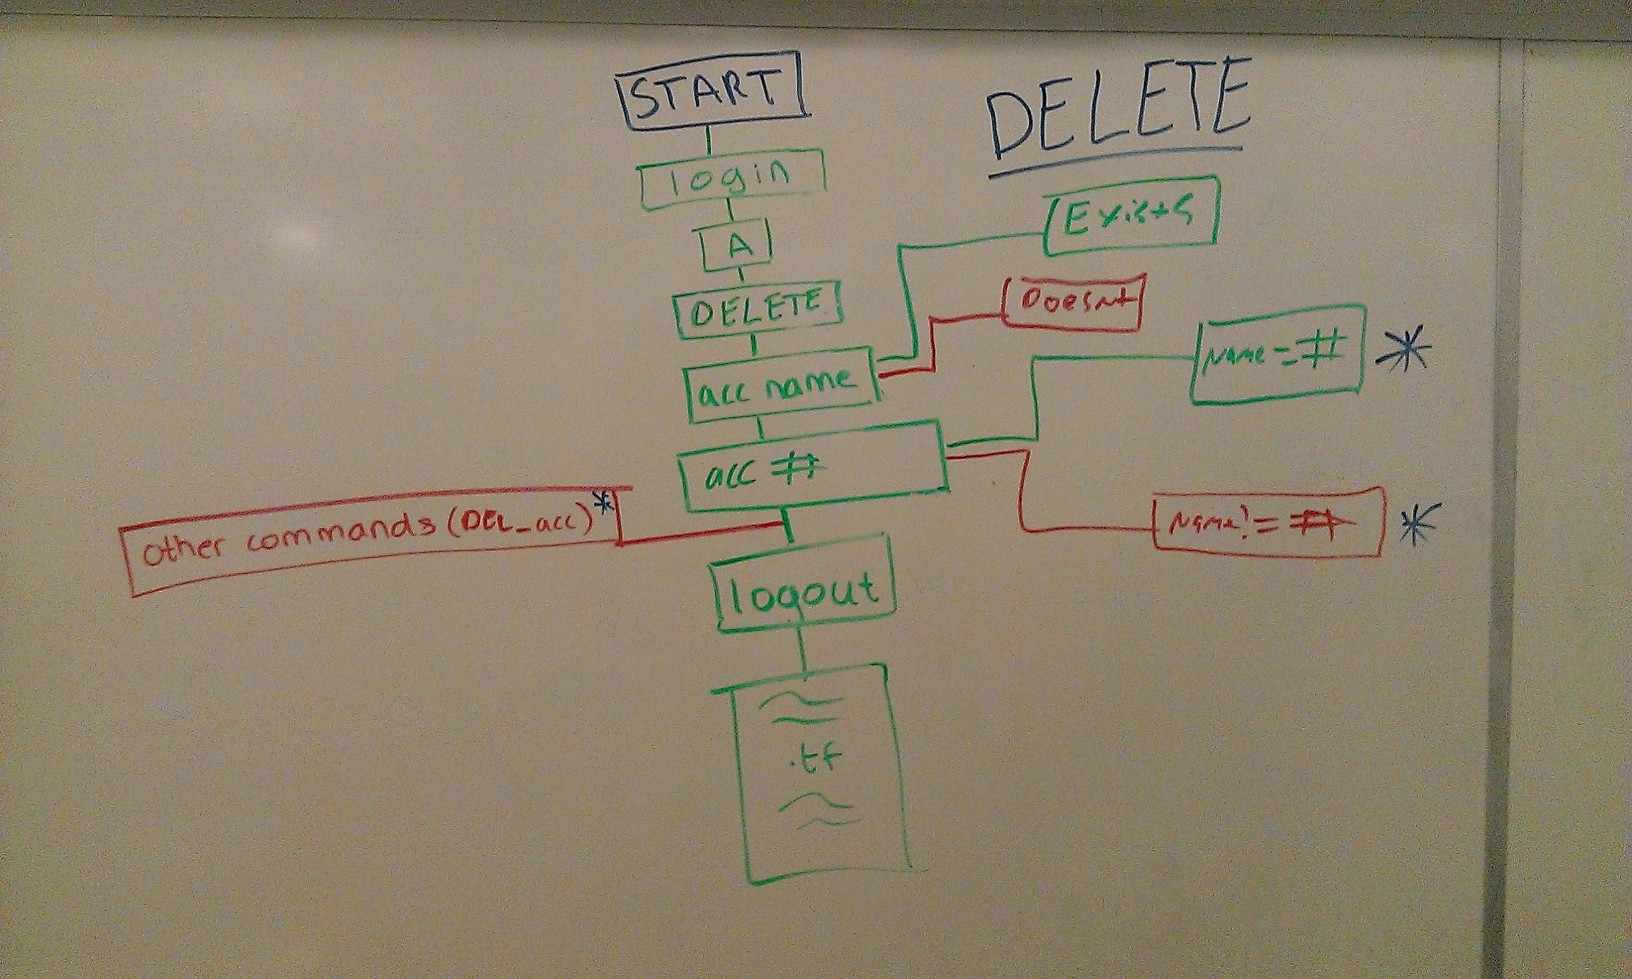 START
DELETE
login
Exists
A
DELETE
Doesnt
acc name
Name = #
*
acc #
other commands (DEL_acc) *
Name != #
*
logout
.tf